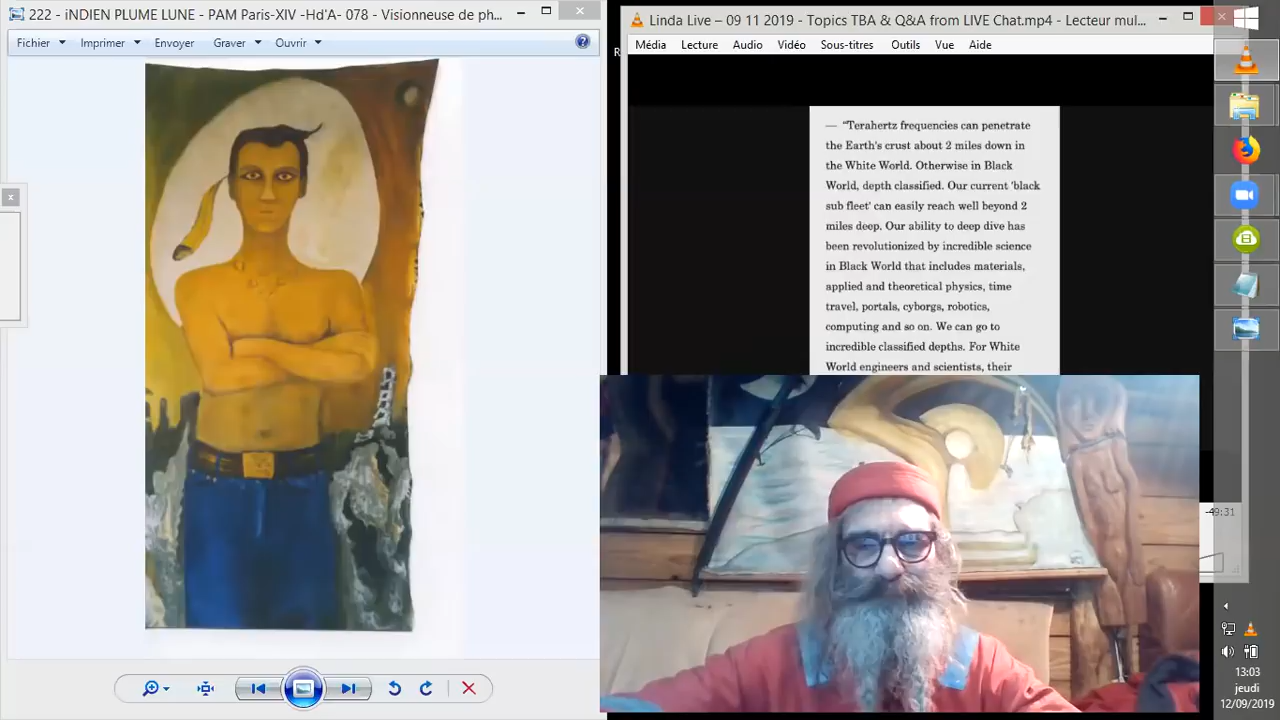 222 - iNDIEN PLUME LUNE - PAM Paris-XIV -Hd'A- 078 - Visionneuse de ph...
Fichier Imprimer Envoyer Graver Ouvrir
Linda Live – 09 11 2019 - Topics TBA & Q&A from LIVE Chat.mp4 - Lecteur mul...
Média Lecture Audio Vidéo Sous-titres Outils Vue Aide
R
— “Terahertz frequencies can penetrate
the Earth's crust about 2 miles down in
the White World. Otherwise in Black
World, depth classified. Our current 'black
sub fleet' can easily reach well beyond 2
miles deep. Our ability to deep dive has
been revolutionized by incredible science
in Black World that includes materials,
applied and theoretical physics, time
travel, portals, cyborgs, robotics,
computing and so on. We can go to
incredible classified depths. For White
World engineers and scientists, their
-49:31
13:03
jeudi
12/09/2019